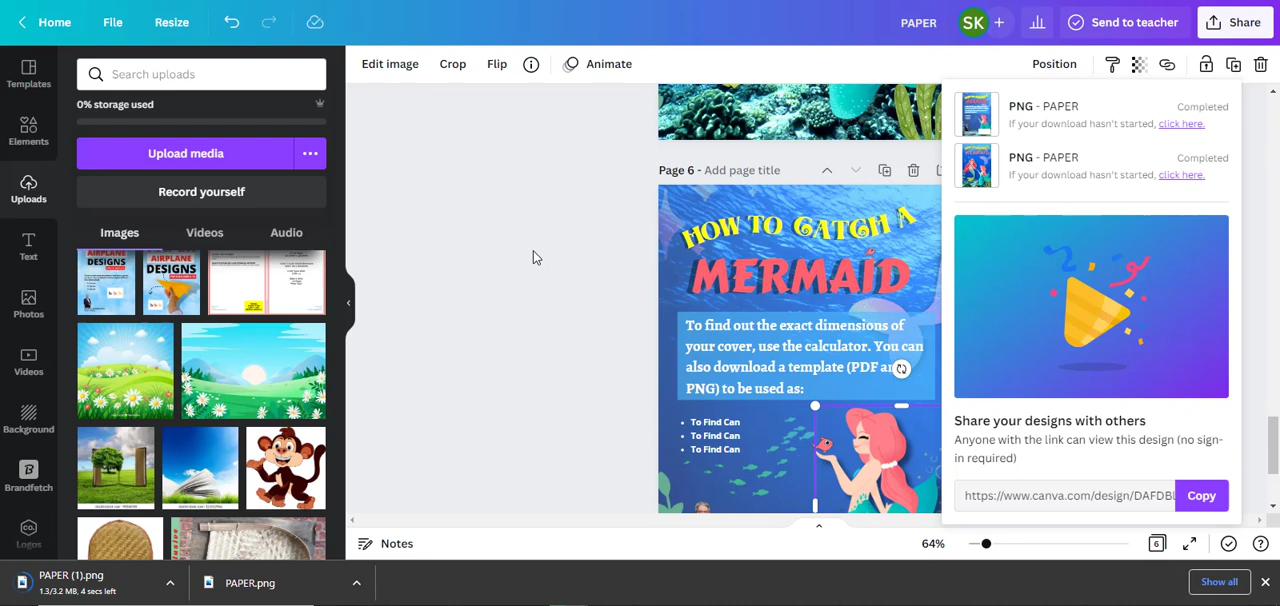 Home
File
Resize
PAPER
SK
Send to teacher
Share
Templates
Elements
Uploads
Text
Photos
Videos
Background
Brandfetch
Logos
Search uploads
0% storage used
Upload media
Record yourself
Images
Videos
Audio
AIRPLANE
DESIGNS
AIRPLANE
DESIGNS
Edit image
Crop
Flip
Animate
Position
Page 6 - Add page title
HOW TO CATCH A
MERMAID
To find out the exact dimensions of
your cover, use the calculator. You can
also download a template (PDF an
PNG) to be used as:
To Find Can
To Find Can
To Find Can
PNG - PAPER
Completed
If your download hasn't started, click here.
PNG - PAPER
Completed
If your download hasn't started, click here.
Share your designs with others
Anyone with the link can view this design (no sign-
in required)
https://www.canva.com/design/DAFDBL
Copy
Notes
64%
6
PAPER (1).png
1.3/3.2 MB, 4 secs left
PAPER.png
Show all